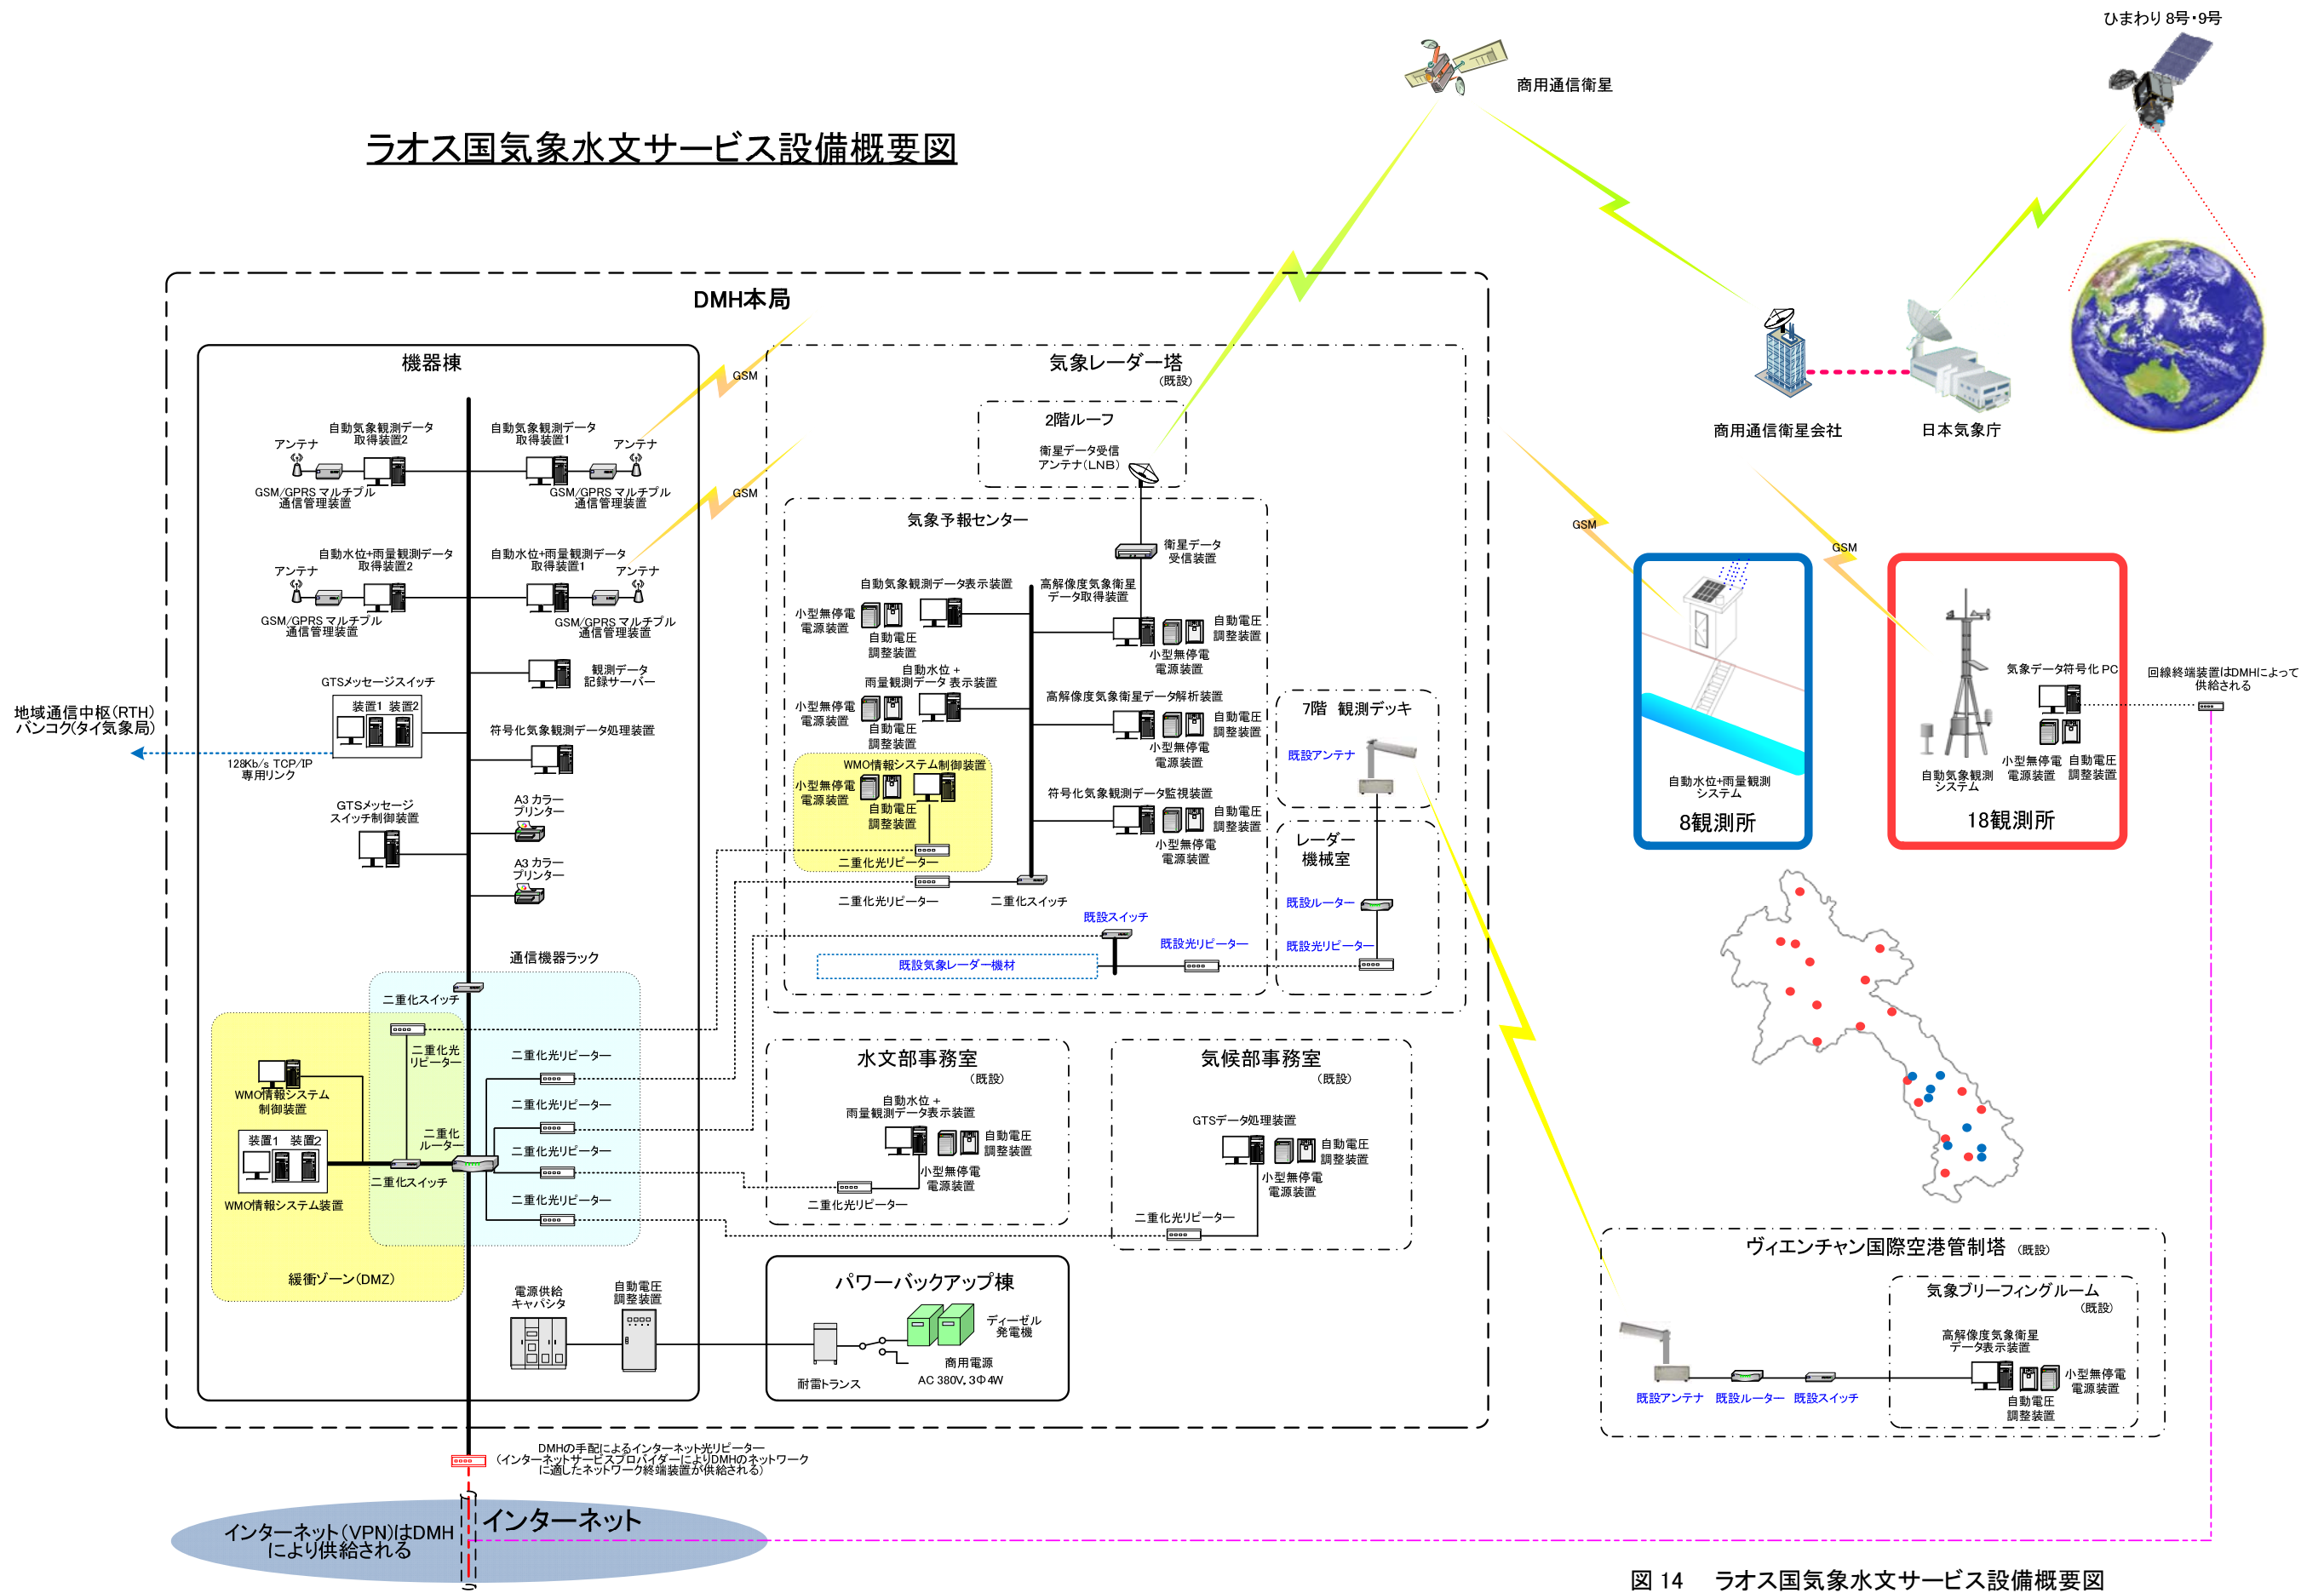 ひまわり 8号・9号
商用通信衛星
ラオス国気象水文サービス設備概要図
DMH本局
機器棟
GSM
自動気象観測データ
取得装置2
アンテナ
GSM/GPRS マルチプル
通信管理装置
自動気象観測データ
取得装置1
アンテナ
GSM/GPRS マルチプル
通信管理装置
GSM
自動水位+雨量観測データ
取得装置2
アンテナ
GSM/GPRS マルチプル
通信管理装置
自動水位+雨量観測データ
取得装置1
アンテナ
GSM/GPRS マルチプル
通信管理装置
観測データ
記録サーバー
GTSメッセージスイッチ
装置1 装置2
地域通信中枢(RTH)
バンコク(タイ気象局)
128Kb/s TCP/IP
専用リンク
符号化気象観測データ処理装置
GTSメッセージ
スイッチ制御装置
A3 カラー
プリンター
A3 カラー
プリンター
通信機器ラック
二重化スイッチ
二重化光
リピーター
二重化光リピーター
WMO情報システム
制御装置
二重化光リピーター
装置1 装置2
二重化
ルーター
二重化光リピーター
二重化スイッチ
WMO情報システム装置
二重化光リピーター
緩衝ゾーン(DMZ)
電源供給
キャパシタ
自動電圧
調整装置
気象レーダー塔
(既設)
2階ルーフ
衛星データ受信
アンテナ(LNB)
気象予報センター
衛星データ
受信装置
自動気象観測データ表示装置
小型無停電
電源装置
自動電圧
調整装置
高解像度気象衛星
データ取得装置
自動電圧
調整装置
小型無停電
電源装置
自動水位 +
雨量観測データ 表示装置
小型無停電
電源装置
自動電圧
調整装置
高解像度気象衛星データ解析装置
自動電圧
調整装置
小型無停電
電源装置
WMO情報システム制御装置
小型無停電
電源装置
自動電圧
調整装置
二重化光リピーター
符号化気象観測データ監視装置
自動電圧
調整装置
小型無停電
電源装置
二重化光リピーター
二重化スイッチ
既設スイッチ
既設光リピーター
既設気象レーダー機材
7階 観測デッキ
既設アンテナ
レーダー
機械室
既設ルーター
既設光リピーター
水文部事務室
(既設)
自動水位 +
雨量観測データ表示装置
自動電圧
調整装置
小型無停電
電源装置
二重化光リピーター
気候部事務室
(既設)
GTSデータ処理装置
自動電圧
調整装置
小型無停電
電源装置
二重化光リピーター
パワーバックアップ棟
ディーゼル
発電機
商用電源
AC 380V, 3Φ4W
耐雷トランス
商用通信衛星会社
日本気象庁
GSM
GSM
自動水位+雨量観測
システム
8観測所
気象データ符号化 PC
小型無停電
電源装置
自動電圧
調整装置
自動気象観測
システム
18観測所
回線終端装置はDMHによって
供給される
ヴィエンチャン国際空港管制塔 (既設)
気象ブリーフィングルーム
(既設)
高解像度気象衛星
データ表示装置
小型無停電
電源装置
自動電圧
調整装置
既設アンテナ 既設ルーター 既設スイッチ
DMHの手配によるインターネット光リピーター
(インターネットサービスプロバイダーによりDMHのネットワーク
に適したネットワーク終端装置が供給される)
インターネット
インターネット(VPN)はDMH
により供給される
図 14 ラオス国気象水文サービス設備概要図